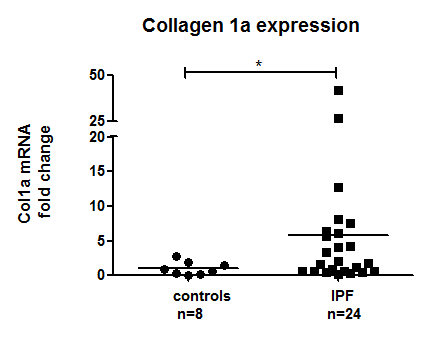 Collagen 1a expression
*
Col1a mRNA
fold change
50
25
20
15
10
5
0
controls
n=8
IPF
n=24